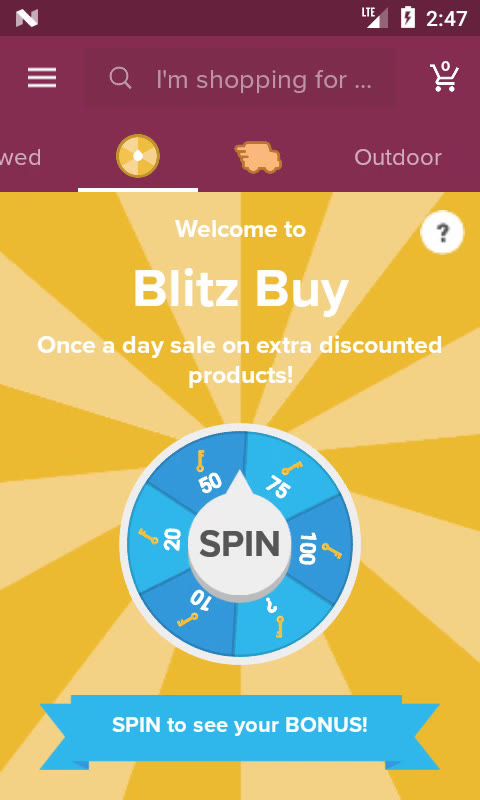 LTE
2:47
I'm shopping for ...
0
wed
Outdoor
Welcome to
?
Blitz Buy
Once a day sale on extra discounted
products!
50
75
20
SPIN
100
10
?
SPIN to see your BONUS!